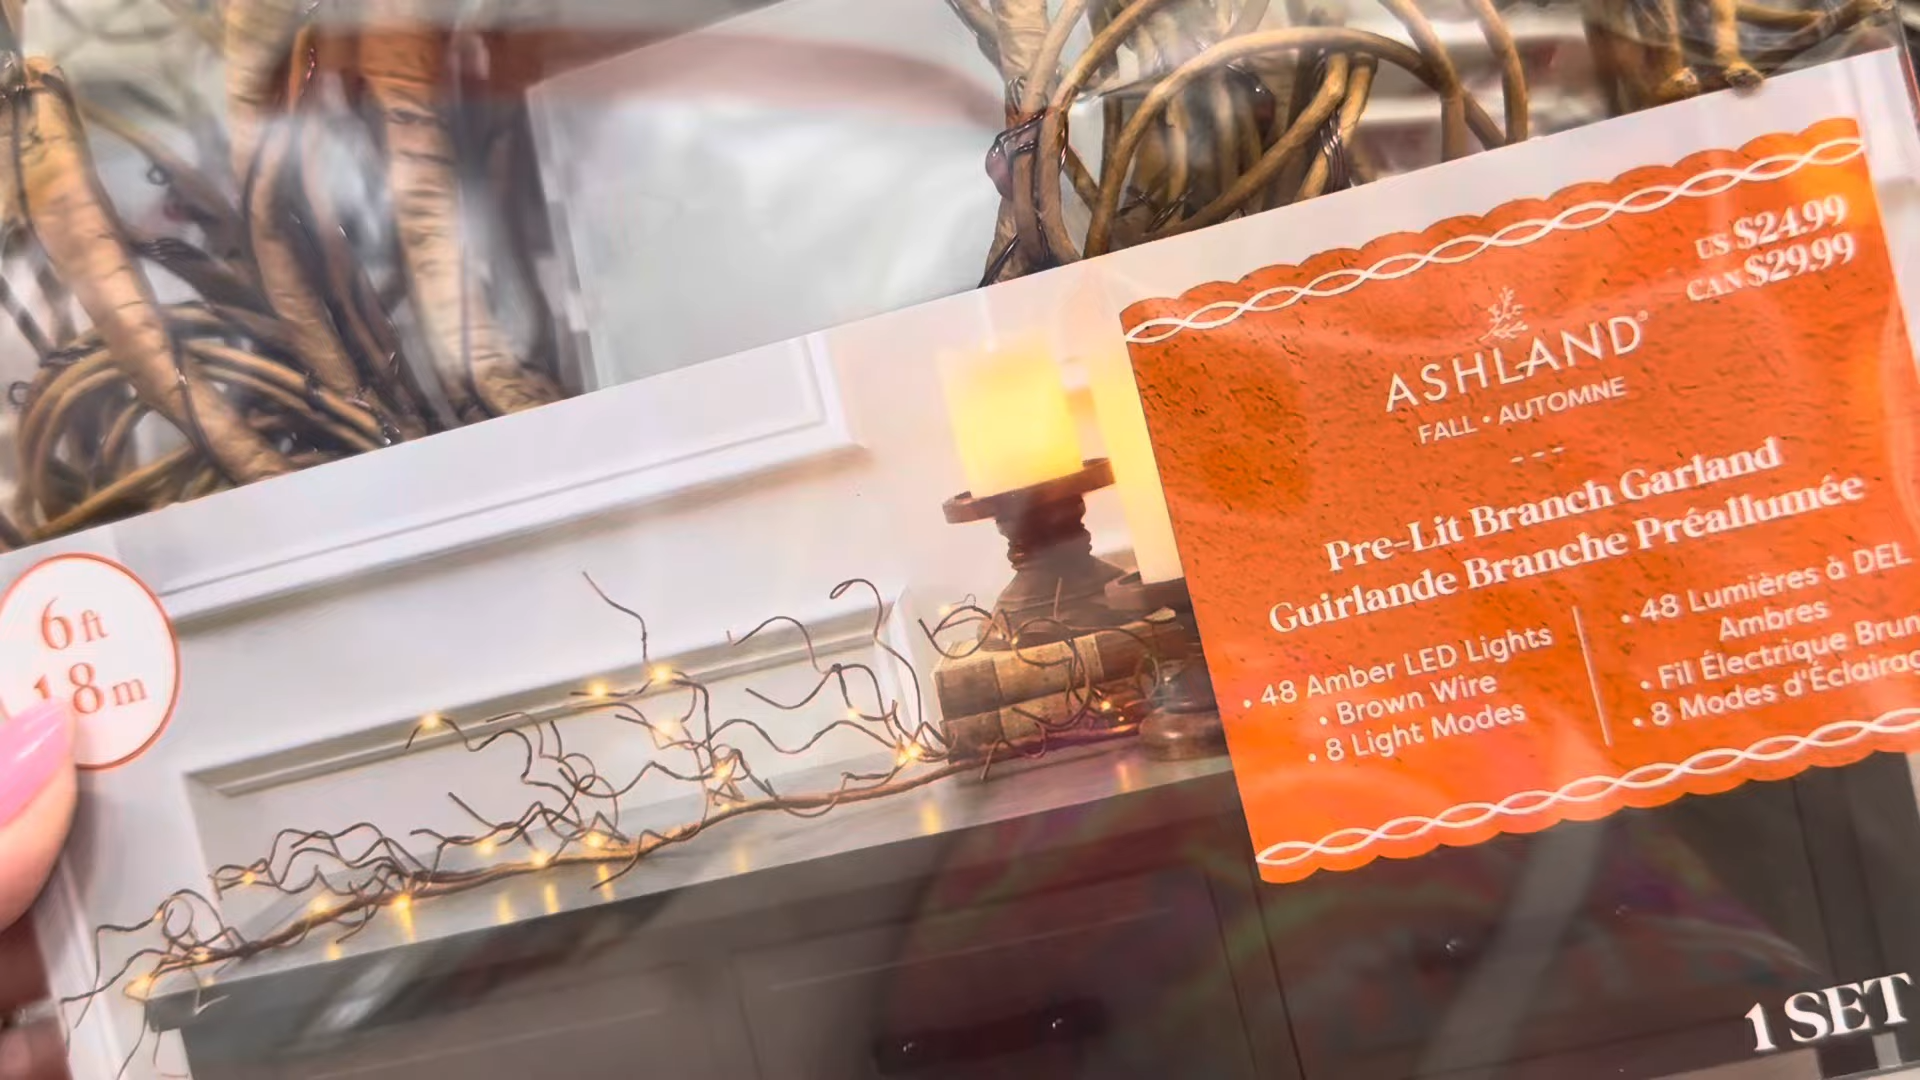 US $24.99
CAN $29.99
ASHLAND®
FALL • AUTOMNE
Pre-Lit Branch Garland
Guirlande Branche Préallumée
• 48 Amber LED Lights
• Brown Wire
• 8 Light Modes
• 48 Lumières à DEL
Ambres
• Fil Électrique
• 8 Modes
6 ft
1.8 m
1 SET